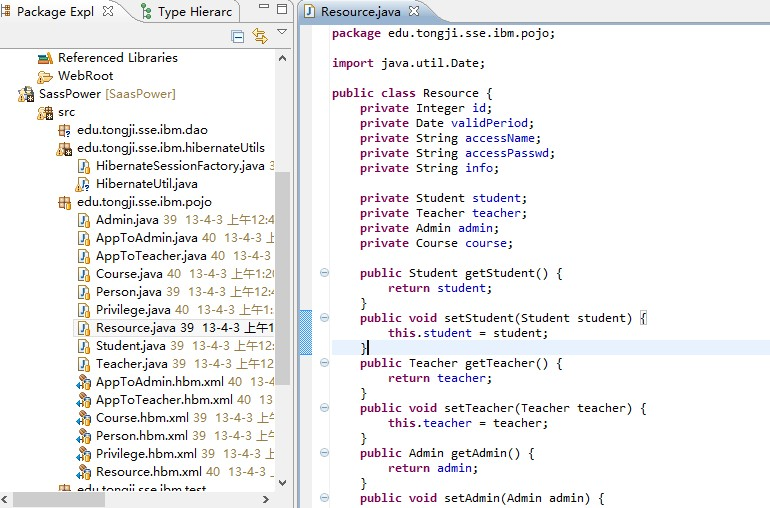 Package Expl
Type Hierarc
Referenced Libraries
WebRoot
SassPower [SaasPower]
src
edu.tongji.sse.ibm.dao
edu.tongji.sse.ibm.hibernateUtils
HibernateSessionFactory.java 3
HibernateUtil.java
edu.tongji.sse.ibm.pojo
Admin.java 39 13-4-3 上午12:4
AppToAdmin.java 40 13-4-3 上
AppToTeacher.java 40 13-4-3
Course.java 40 13-4-3 上午1:20
Person.java 39 13-4-3 上午12:4
Privilege.java 40 13-4-3 上午1:
Resource.java 39 13-4-3 上午1
Student.java 39 13-4-3 上午12:
Teacher.java 39 13-4-3 上午12:
AppToAdmin.hbm.xml 40 13-4
AppToTeacher.hbm.xml 40 13-
Course.hbm.xml 39 13-4-3 上午
Person.hbm.xml 39 13-4-3 上午
Privilege.hbm.xml 40 13-4-3 上
Resource.hbm.xml 40 13-4-3
edu.tongji.sse.ibm.test
Resource.java
package edu.tongji.sse.ibm.pojo;
import java.util.Date;
public class Resource {
private Integer id;
private Date validPeriod;
private String accessName;
private String accessPasswd;
private String info;
private Student student;
private Teacher teacher;
private Admin admin;
private Course course;
public Student getStudent() {
return student;
}
public void setStudent(Student student) {
this.student = student;
}
public Teacher getTeacher() {
return teacher;
}
public void setTeacher(Teacher teacher) {
this.teacher = teacher;
}
public Admin getAdmin() {
return admin;
}
public void setAdmin(Admin admin) {